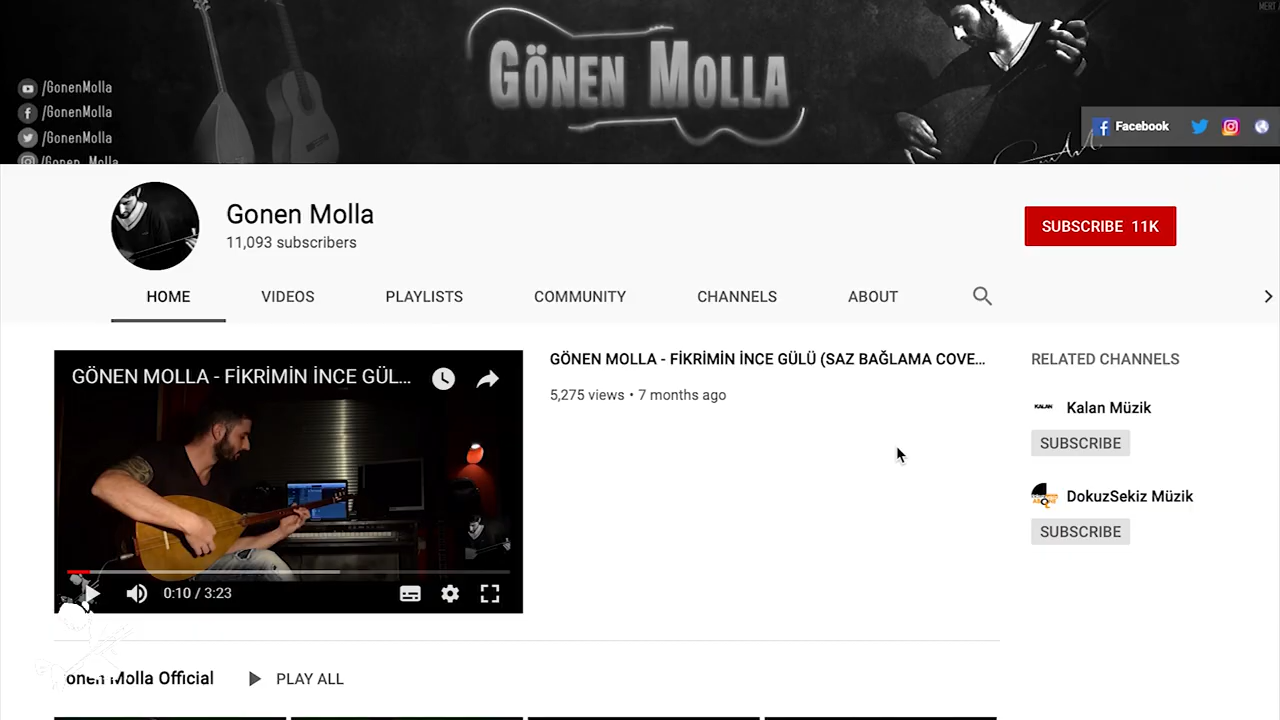 MERT
GÖNEN MOLLA
/GonenMolla
/GonenMolla
/GonenMolla
/Gonen_Molla
Facebook
Gonen Molla
11,093 subscribers
SUBSCRIBE 11K
HOME VIDEOS PLAYLISTS COMMUNITY CHANNELS ABOUT
GÖNEN MOLLA - FİKRİMİN İNCE GÜL...
0:10 / 3:23
GÖNEN MOLLA - FİKRİMİN İNCE GÜLÜ (SAZ BAĞLAMA COVE...
5,275 views • 7 months ago
RELATED CHANNELS
KALAN
Kalan Müzik
SUBSCRIBE
DokuzSekiz Müzik
SUBSCRIBE
onen Molla Official
PLAY ALL